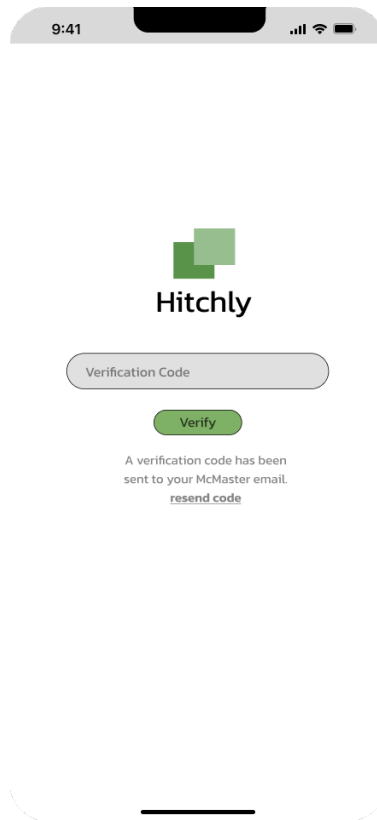 9:41
Hitchly
Verification Code
Verify
A verification code has been
sent to your McMaster email.
resend code